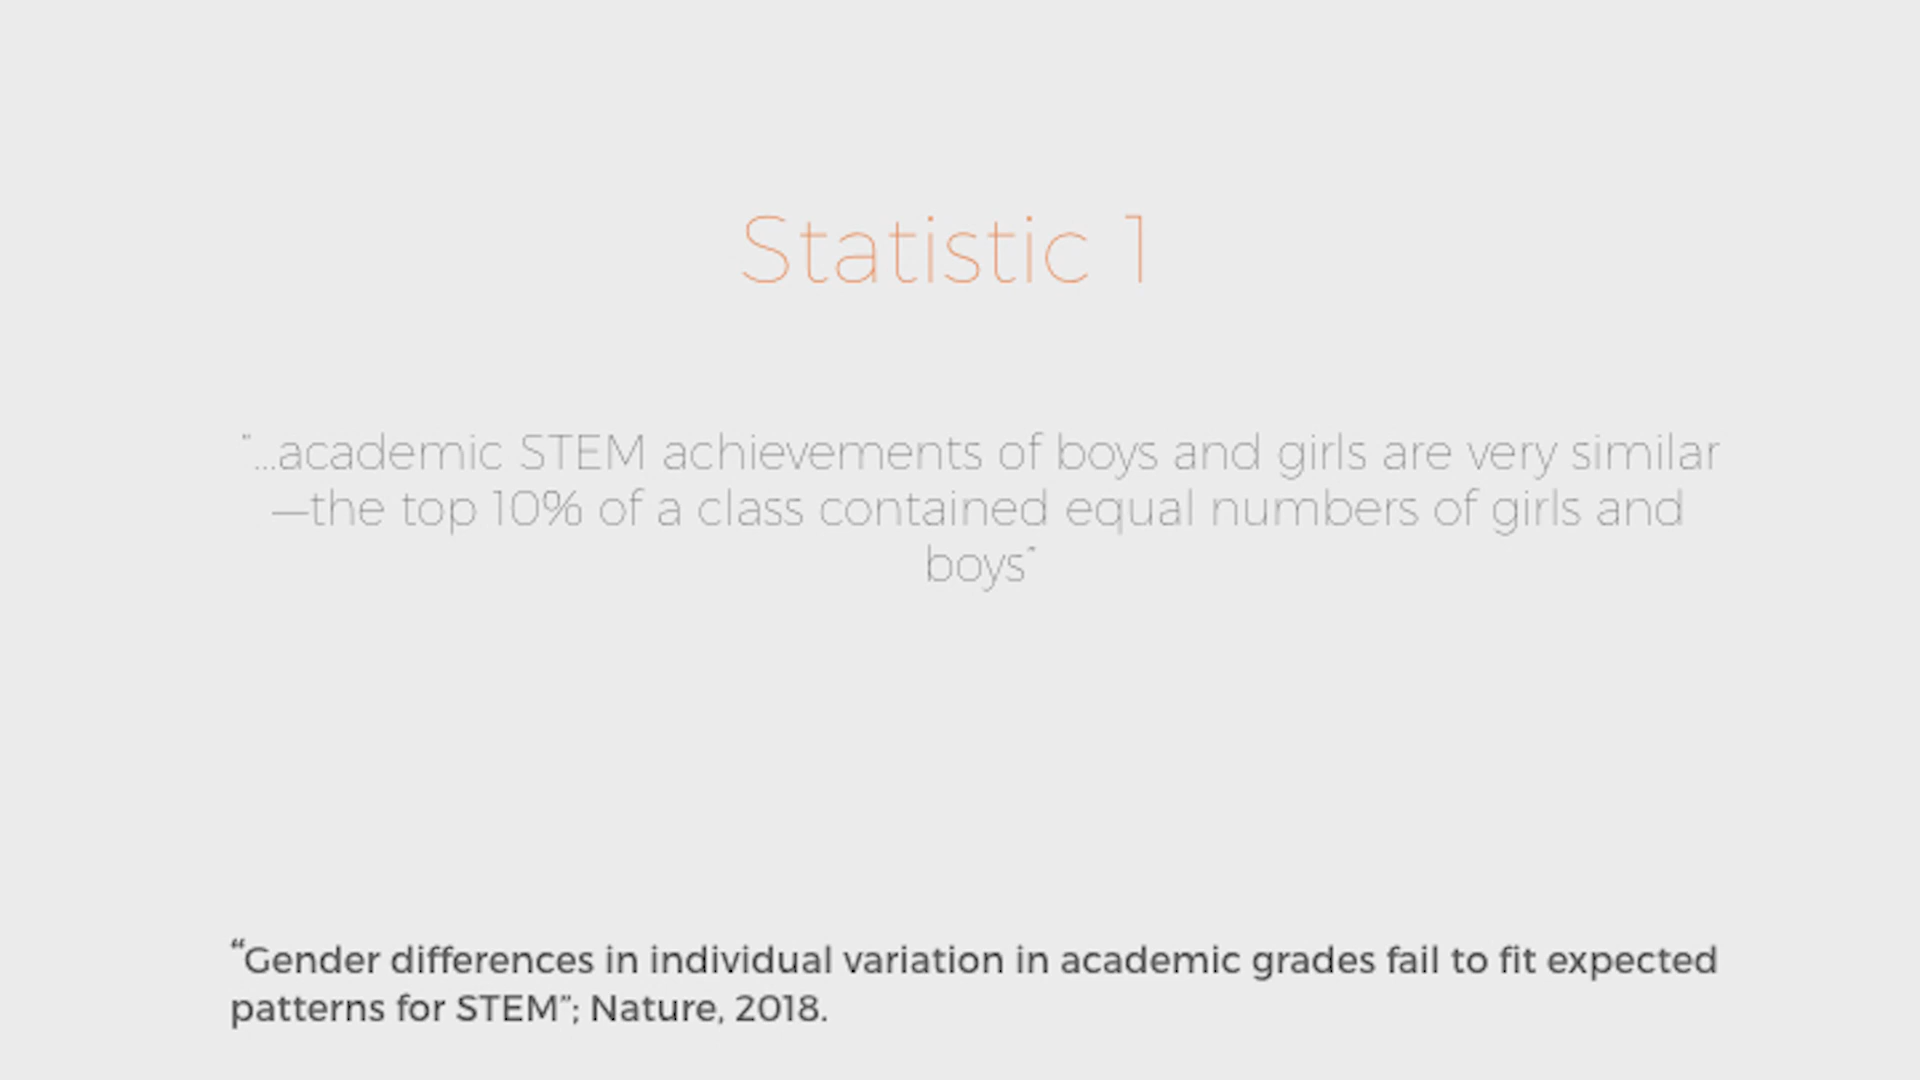 Statistic 1
“...academic STEM achievements of boys and girls are very similar
—the top 10% of a class contained equal numbers of girls and
boys”
“Gender differences in individual variation in academic grades fail to fit expected
patterns for STEM”; Nature, 2018.